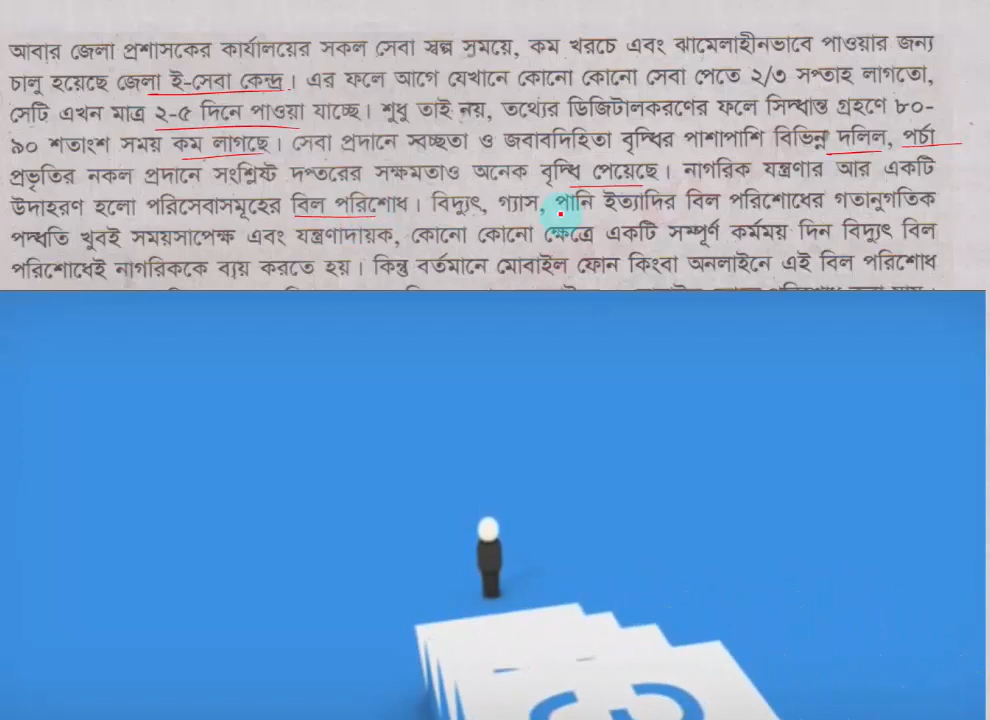 আবার জেলা প্রশাসকের কার্যালয়ের সকল সেবা স্বল্প সময়ে, কম খরচে এবং ঝামেলাহীনভাবে পাওয়ার জন্য
চালু হয়েছে জেলা ই-সেবা কেন্দ্র। এর ফলে আগে যেখানে কোনো কোনো সেবা পেতে ২/৩ সপ্তাহ লাগতো,
সেটি এখন মাত্র ২-৫ দিনে পাওয়া যাচ্ছে। শুধু তাই নয়, তথ্যের ডিজিটালকরণের ফলে সিদ্ধান্ত গ্রহণে ৮০-
৯০ শতাংশ সময় কম লাগছে। সেবা প্রদানে স্বচ্ছতা ও জবাবদিহিতা বৃদ্ধির পাশাপাশি বিভিন্ন দলিল, পর্চা
প্রভৃতির নকল প্রদানে সংশ্লিষ্ট দপ্তরের সক্ষমতাও অনেক বৃদ্ধি পেয়েছে। নাগরিক যন্ত্রণার আর একটি
উদাহরণ হলো পরিসেবাসমূহের বিল পরিশোধ। বিদ্যুৎ, গ্যাস, পানি ইত্যাদির বিল পরিশোধের গতানুগতিক
পদ্ধতি খুবই সময়সাপেক্ষ এবং যন্ত্রণাদায়ক, কোনো কোনো ক্ষেত্রে একটি সম্পূর্ণ কর্মময় দিন বিদ্যুৎ বিল
পরিশোধেই নাগরিককে ব্যয় করতে হয়। কিন্তু বর্তমানে মোবাইল ফোন কিংবা অনলাইনে এই বিল পরিশোধ